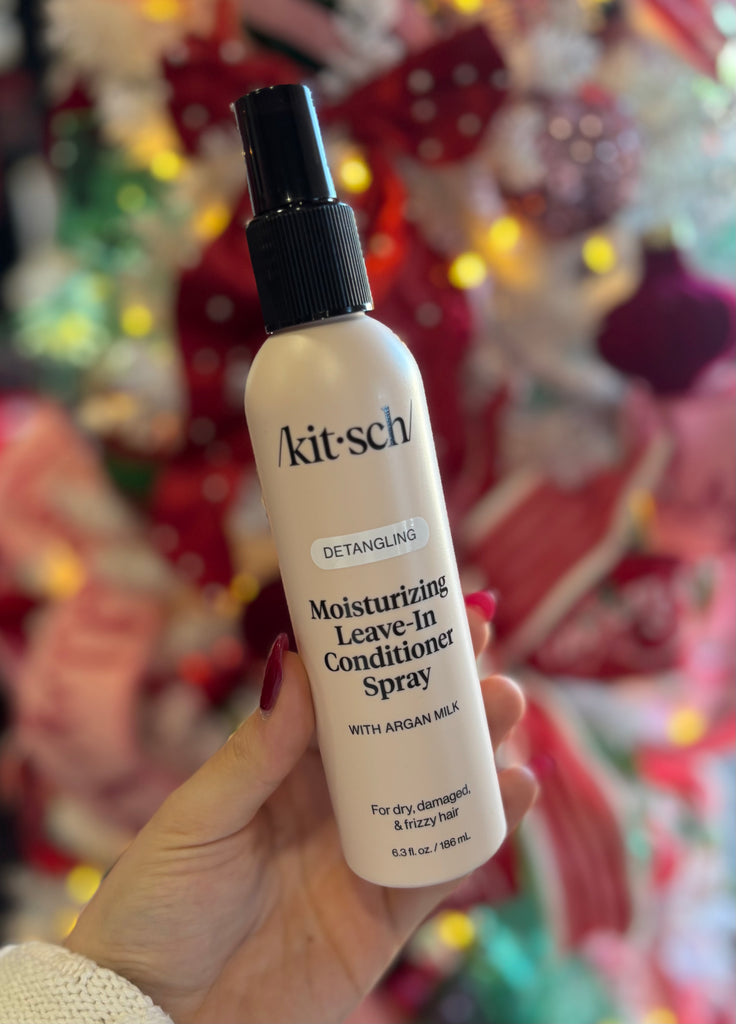 /kit·sch/
DETANGLING
Moisturizing
Leave-In
Conditioner
Spray
WITH ARGAN MILK
For dry, damaged,
& frizzy hair
6.3 fl. oz. / 186 mL